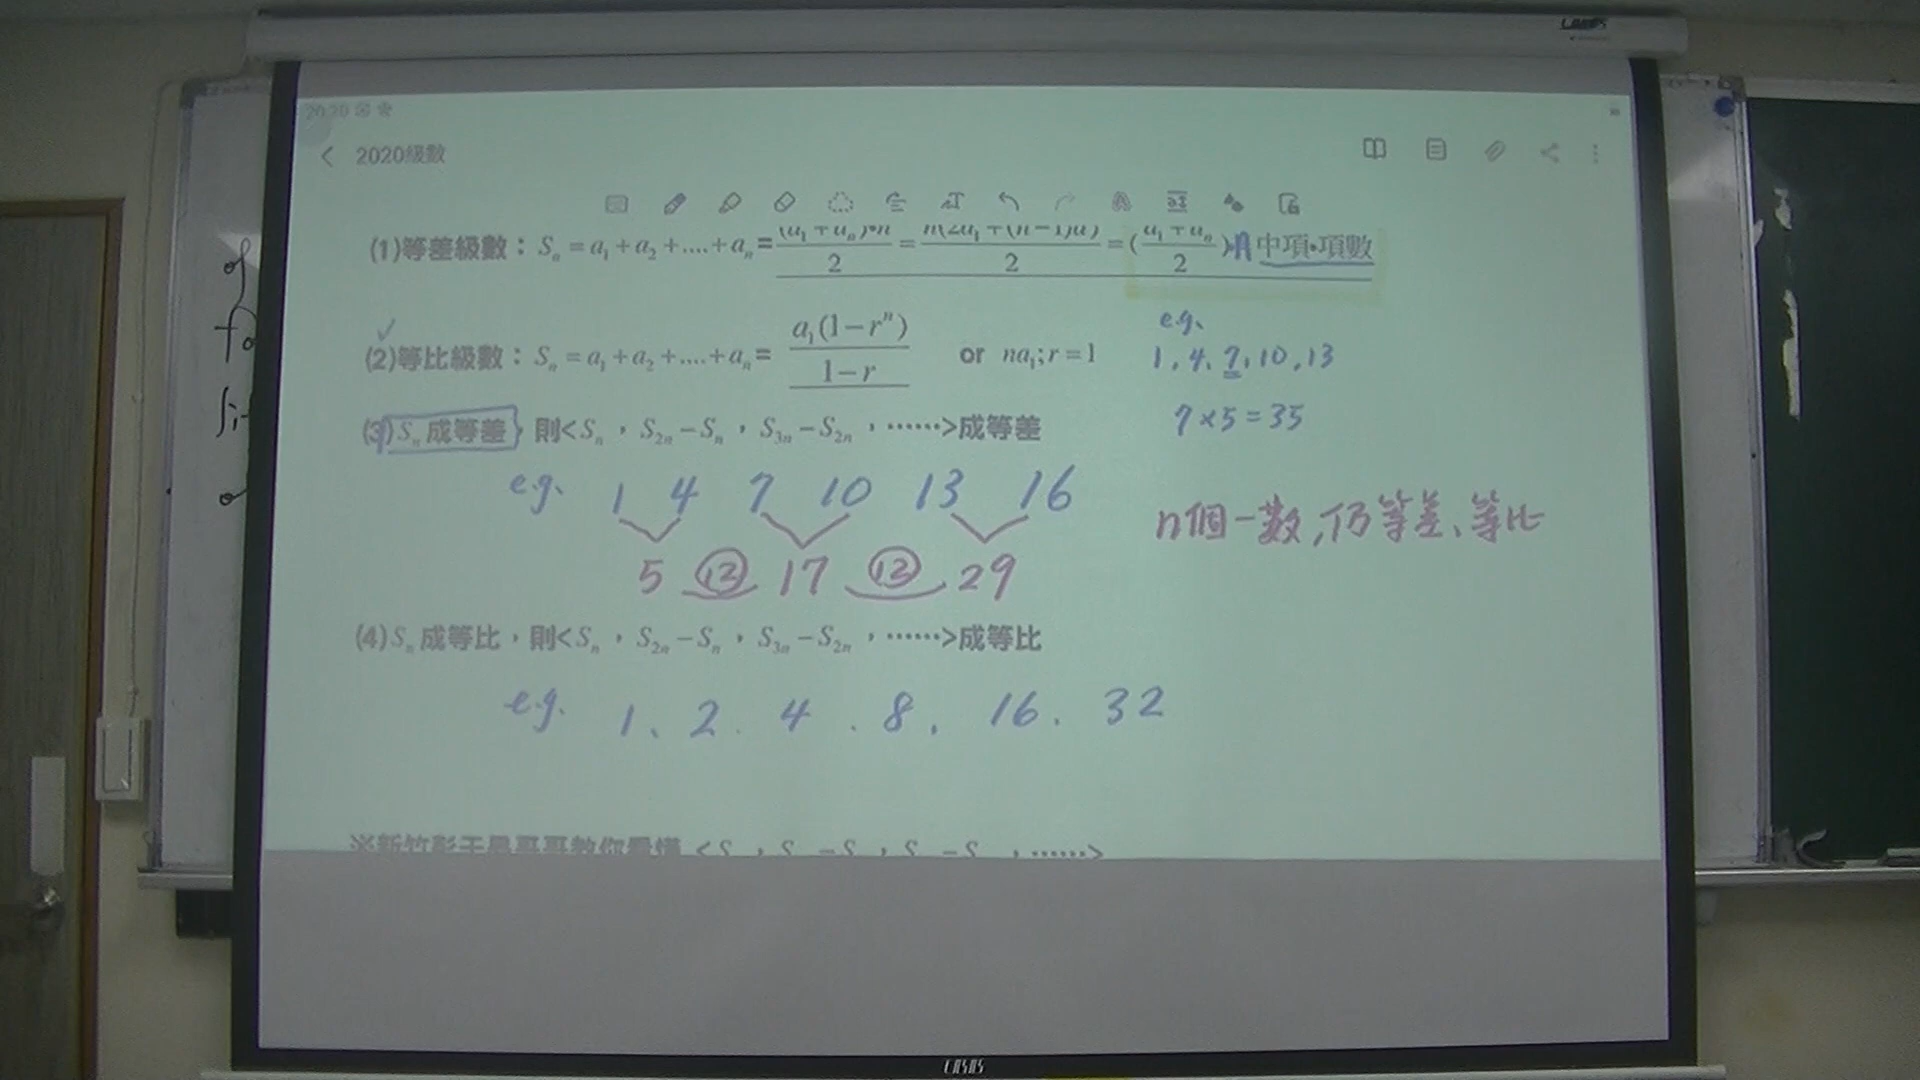 20:20
2020級數
(1)等差級數：Sn = a1 + a2 + .... + an = (a1 + an)•n / 2 = n(2a1 + (n−1)d) / 2 = (a1 + an / 2)•n 中項•項數
(2)等比級數：Sn = a1 + a2 + .... + an = a1(1−r^n) / 1−r or na1; r = 1
e.g.
1, 4, 7, 10, 13
7×5=35
(3) Sn 成等差，則<Sn，S2n−Sn，S3n−S2n，……>成等差
e.g. 1 4 7 10 13 16
5 12 17 12 29
n個一數,仍等差、等比
(4) Sn 成等比，則<Sn，S2n−Sn，S3n−S2n，……>成等比
e.g. 1、2、4、8、16、32